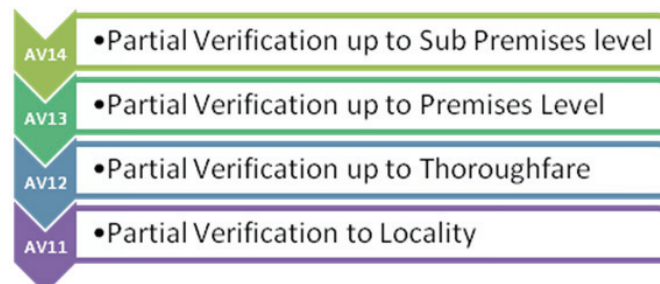 AV14 •Partial Verification up to Sub Premises level
AV13 •Partial Verification up to Premises Level
AV12 •Partial Verification up to Thoroughfare
AV11 •Partial Verification to Locality